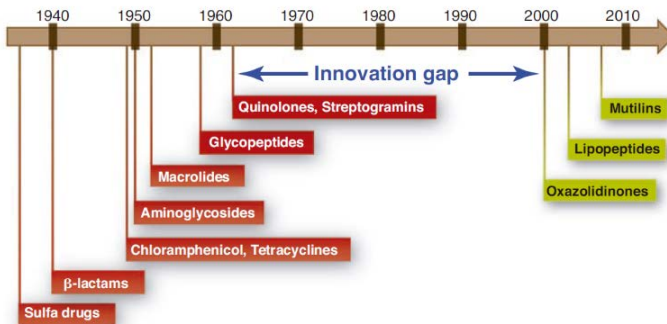 1940 1950 1960 1970 1980 1990 2000 2010
Innovation gap
Quinolones, Streptogramins
Mutilins
Glycopeptides
Lipopeptides
Macrolides
Oxazolidinones
Aminoglycosides
Chloramphenicol, Tetracyclines
β-lactams
Sulfa drugs